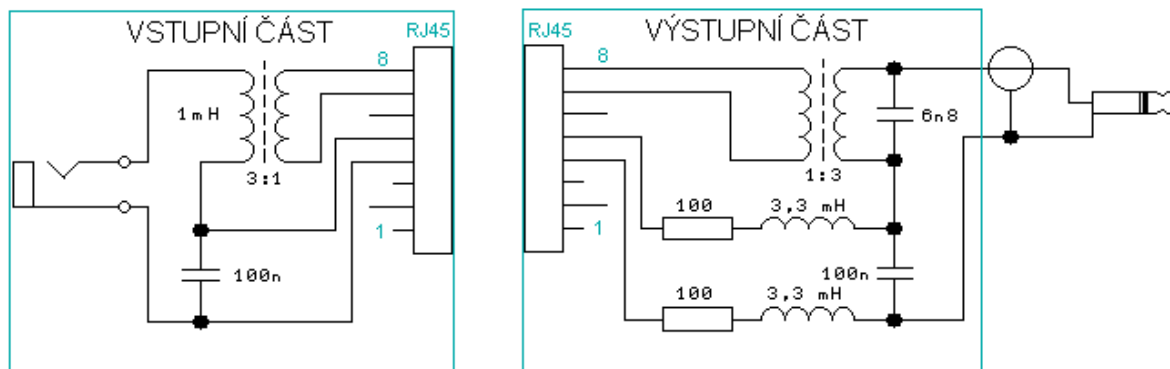 VSTUPNÍ ČÁST
RJ45
8
1mH
3:1
1
100n
VÝSTUPNÍ ČÁST
RJ45
8
6n8
1:3
100
3,3 mH
1
100n
100
3,3 mH